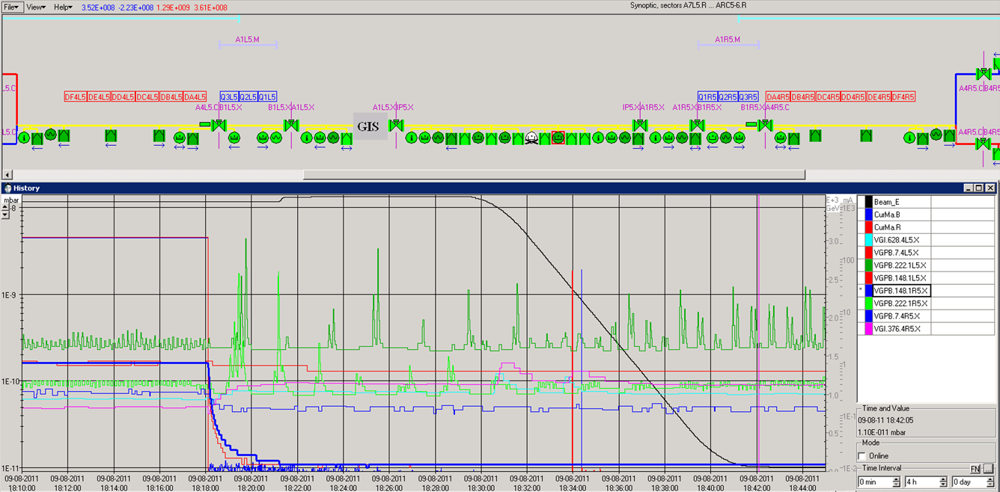 File▾ View▾ Help▾ 3.52E+008 -2.23E+008 1.29E+009 3.61E+008 Synoptic, sectors A7L5.R ... ARC5-6.R
A1L5.M A1R5.M
L5.C DF4L5 DE4L5 DD4L5 DC4L5 DB4L5 DA4L5 Q3L5 Q2L5 Q1L5 Q1R5 Q2R5 Q3R5 DA4R5 DB4R5 DC4R5 DD4R5 DE4R5 DF4R5 A4R5.C B4R5
A4L5.C B1L5.X B1L5.X A1L5.X A1L5.X IP5.X IP5.X A1R5.X A1R5.X B1R5.X B1R5.X A4R5.C
GIS
L5.C A4R5.C B4R5
History
mbar E+3 mA
GeV 1E3
-8
1E-9
1E-10
1E-11
3.0
2.5
2.0
1.5
1.0
0.5
0.0
100
10
1
1E-1
1E-2
Beam_E
CurMa.B
CurMa.R
VGI.628.4L5.X
VGPB.7.4L5.X
VGPB.222.1L5.X
VGPB.148.1L5.X
* VGPB.148.1R5.X
VGPB.222.1R5.X
VGPB.7.4R5.X
VGI.376.4R5.X
Time and Value
09-08-11 18:42:05
1.10E-011 mbar
Mode
Online
Time Interval FN ...
0 min 4 h 0 day
09-08-2011 09-08-2011 09-08-2011 09-08-2011 09-08-2011 09-08-2011 09-08-2011 09-08-2011 09-08-2011 09-08-2011 09-08-2011 09-08-2011 09-08-2011 09-08-2011 09-08-2011 09-08-2011 09-08-2011 09-08-2011
18:10:00 18:12:00 18:14:00 18:16:00 18:18:00 18:20:00 18:22:00 18:24:00 18:26:00 18:28:00 18:30:00 18:32:00 18:34:00 18:36:00 18:38:00 18:40:00 18:42:00 18:44:00